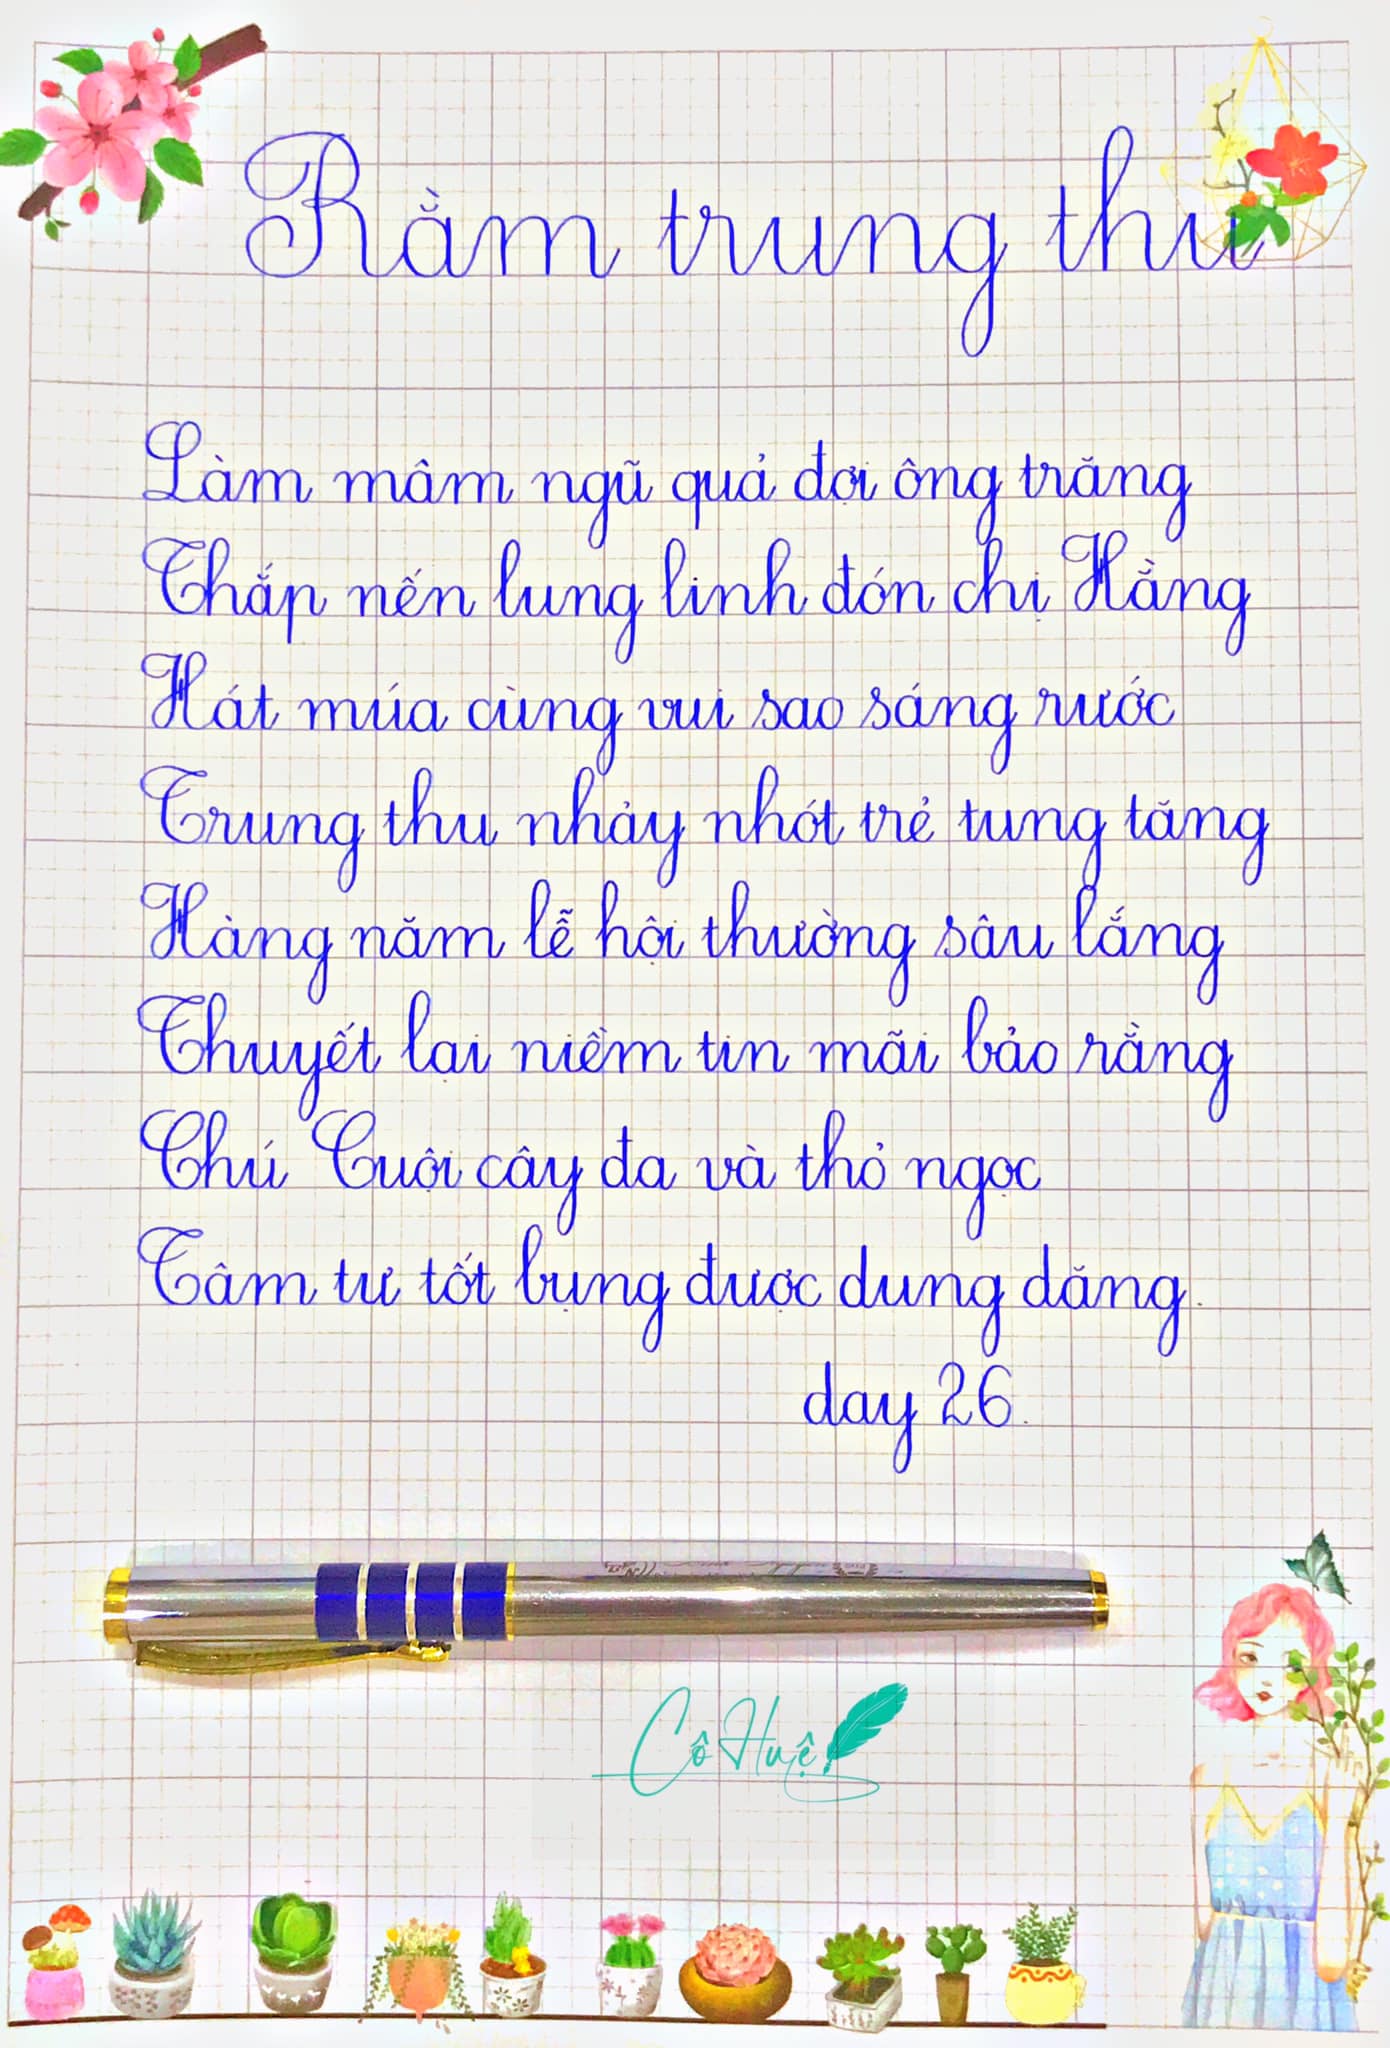 Rằm trung thu
Làm mâm ngũ quả đợi ông trăng
Thắp nến lung linh đón chị Hằng
Hát múa cùng vui sao sáng rước
Trung thu nhảy nhót trẻ tung tăng
Hàng năm lễ hội thường sâu lắng
Thuyết lai niềm tin mãi bảo rằng
Chú Cuội cây đa và thỏ ngọc
Tâm tư tốt bụng được dung dăng.
day 26.
Cô Huệ